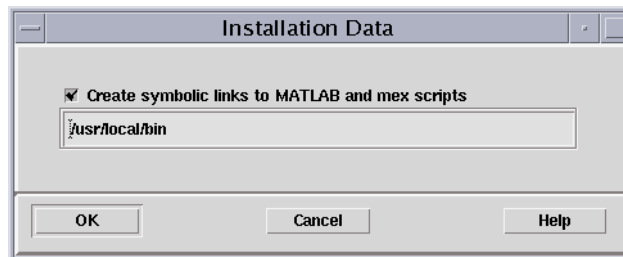 Installation Data
Create symbolic links to MATLAB and mex scripts
/usr/local/bin
OK Cancel Help